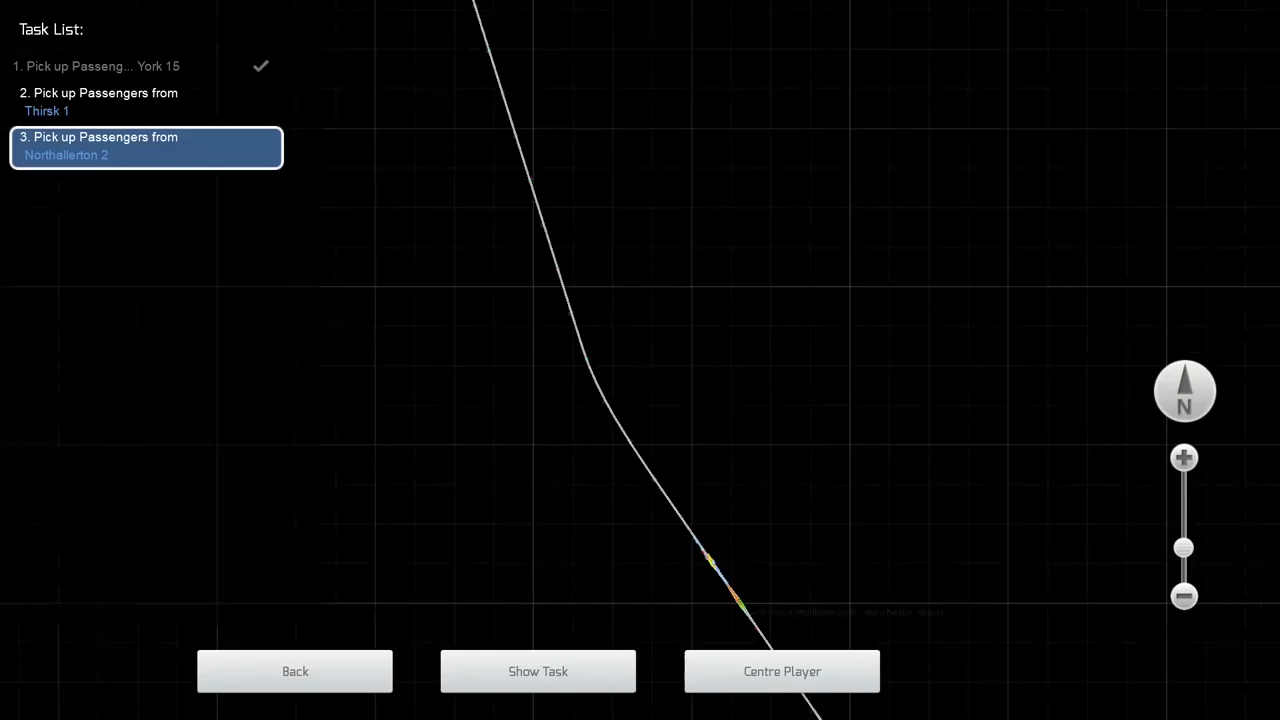 Task List:
1. Pick up Passeng... York 15
2. Pick up Passengers from
Thirsk 1
3. Pick up Passengers from
Northallerton 2
N
Back
Show Task
Centre Player